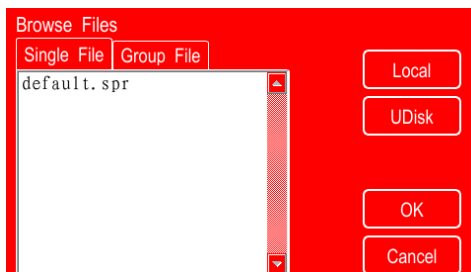 Browse Files
Single File
Group File
default.spr
Local
UDisk
OK
Cancel